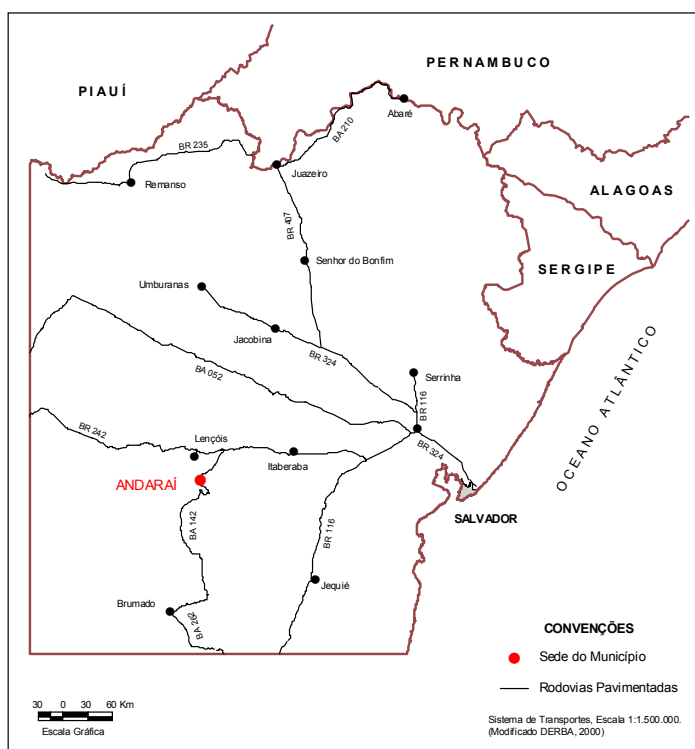 PERNAMBUCO
PIAUÍ
Abaré
BA 210
BR 235
Juazeiro
Remanso
ALAGOAS
BR 407
Senhor do Bonfim
SERGIPE
Umburanas
Jacobina
BR 324
OCEANO ATLÂNTICO
BA 052
Serrinha
BR 116
BR 242
Lençóis
Itaberaba
BR 324
ANDARAÍ
SALVADOR
BA 142
BR 116
Jequié
Brumado
BA 262
CONVENÇÕES
Sede do Município
Rodovias Pavimentadas
30 0 30 60 Km
Escala Gráfica
Sistema de Transportes, Escala 1:1.500.000.
(Modificado DERBA, 2000)